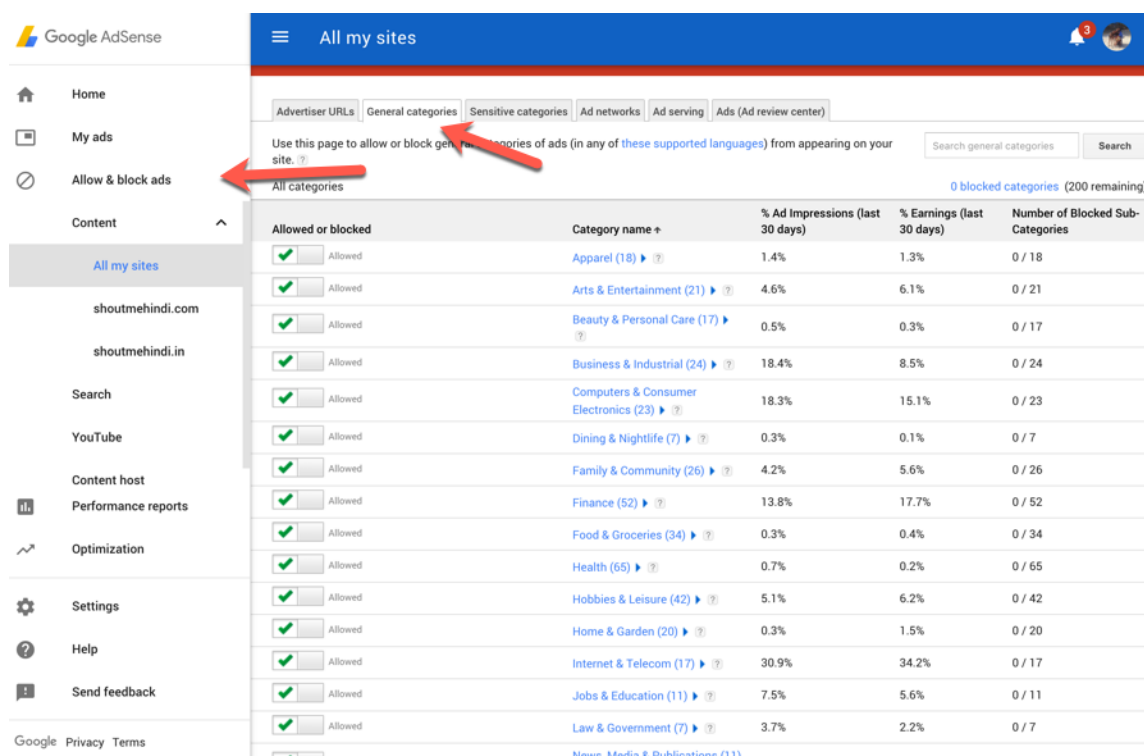 Google AdSense
Home
My ads
Allow & block ads
Content
All my sites
shoutmehindi.com
shoutmehindi.in
Search
YouTube
Content host
Performance reports
Optimization
Settings
Help
Send feedback
Google Privacy Terms
All my sites
3
Advertiser URLs General categories Sensitive categories Ad networks Ad serving Ads (Ad review center)
Use this page to allow or block of ads (in any of these supported languages) from appearing on your
site. ?
Search general categories Search
All categories
0 blocked categories (200 remaining)
Allowed or blocked Category name % Ad Impressions (last 30 days) % Earnings (last 30 days) Number of Blocked Sub-Categories
Allowed Apparel (18) ? 1.4% 1.3% 0 / 18
Allowed Arts & Entertainment (21) ? 4.6% 6.1% 0 / 21
Allowed Beauty & Personal Care (17) ? 0.5% 0.3% 0 / 17
Allowed Business & Industrial (24) ? 18.4% 8.5% 0 / 24
Allowed Computers & Consumer Electronics (23) ? 18.3% 15.1% 0 / 23
Allowed Dining & Nightlife (7) ? 0.3% 0.1% 0 / 7
Allowed Family & Community (26) ? 4.2% 5.6% 0 / 26
Allowed Finance (52) ? 13.8% 17.7% 0 / 52
Allowed Food & Groceries (34) ? 0.3% 0.4% 0 / 34
Allowed Health (65) ? 0.7% 0.2% 0 / 65
Allowed Hobbies & Leisure (42) ? 5.1% 6.2% 0 / 42
Allowed Home & Garden (20) ? 0.3% 1.5% 0 / 20
Allowed Internet & Telecom (17) ? 30.9% 34.2% 0 / 17
Allowed Jobs & Education (11) ? 7.5% 5.6% 0 / 11
Allowed Law & Government (7) ? 3.7% 2.2% 0 / 7
News, Media & Publications (11)